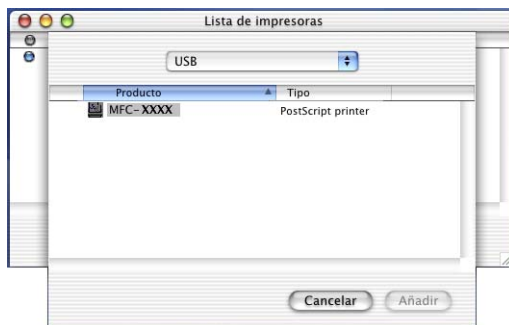 Lista de impresoras
USB
Producto Tipo
MFC-XXXX PostScript printer
Cancelar Añadir